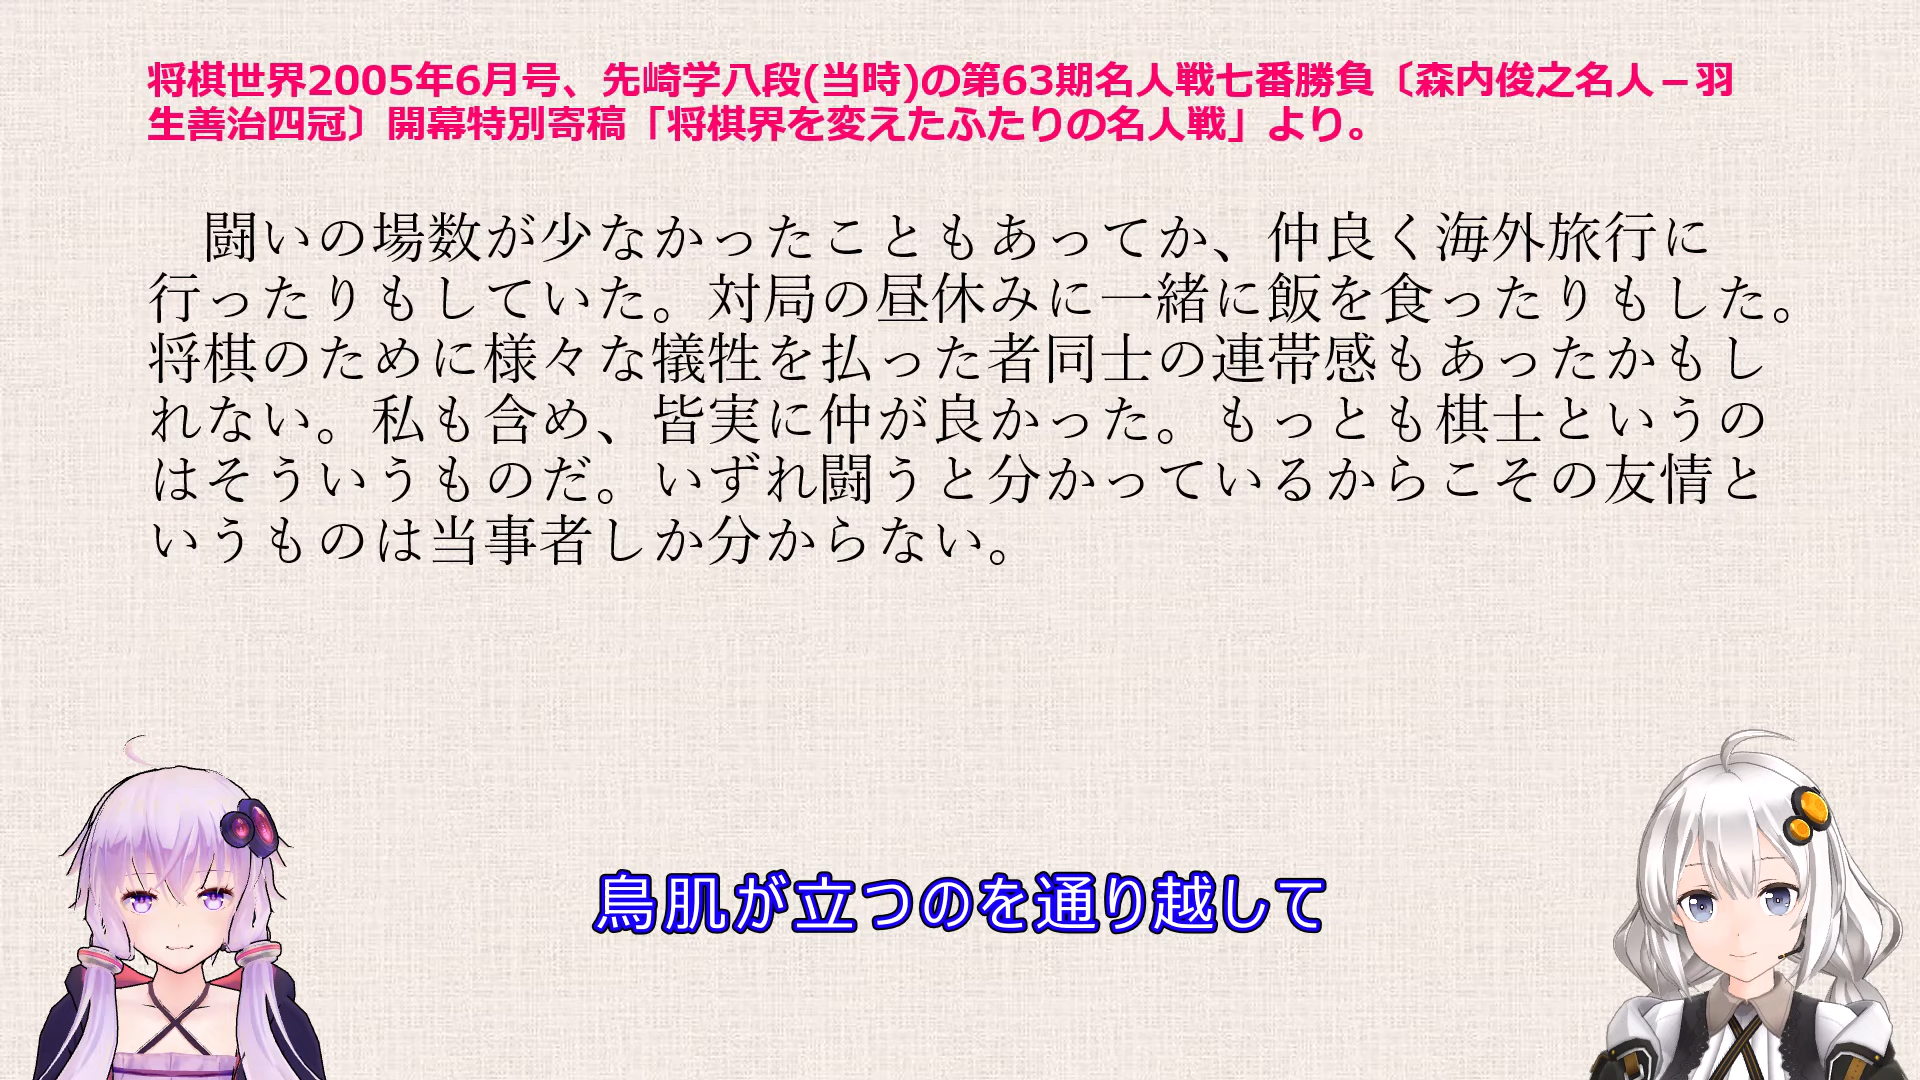 将棋世界2005年6月号、先崎学八段(当時)の第63期名人戦七番勝負〔森内俊之名人－羽
生善治四冠〕開幕特別寄稿「将棋界を変えたふたりの名人戦」より。
闘いの場数が少なかったこともあってか、仲良く海外旅行に
行ったりもしていた。対局の昼休みに一緒に飯を食ったりもした。
将棋のために様々な犠牲を払った者同士の連帯感もあったかもし
れない。私も含め、皆実に仲が良かった。もっとも棋士というの
はそういうものだ。いずれ闘うと分かっているからこその友情と
いうものは当事者しか分からない。
鳥肌が立つのを通り越して